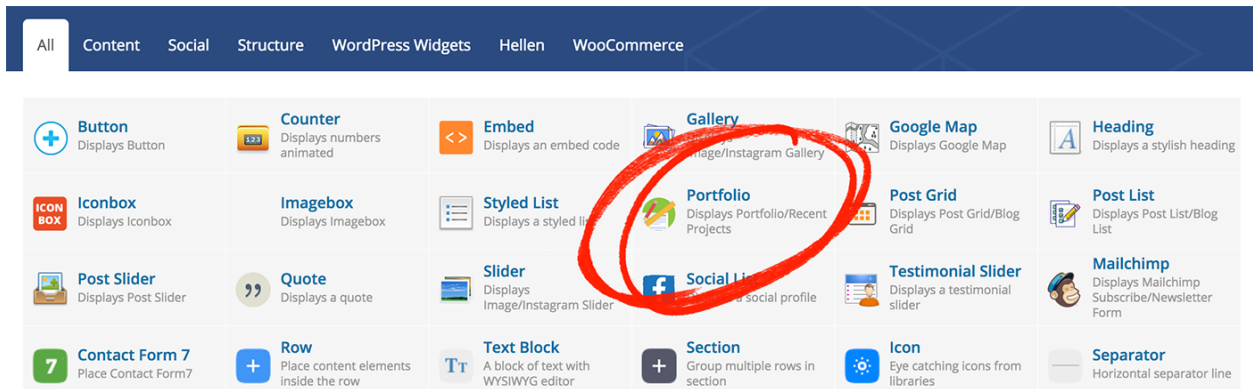 All Content Social Structure WordPress Widgets Hellen WooCommerce
Button
Displays Button
Counter
Displays numbers
animated
123
Embed
Displays an embed code
Gallery
Image/Instagram Gallery
Google Map
Displays Google Map
Heading
Displays a stylish heading
A
ICON
BOX
Iconbox
Displays Iconbox
Imagebox
Displays Imagebox
Styled List
Displays a styled
Portfolio
Displays Portfolio/Recent
Projects
Post Grid
Displays Post Grid/Blog
Grid
Post List
Displays Post List/Blog
List
Post Slider
Displays Post Slider
Quote
Displays a quote
Slider
Displays
Image/Instagram Slider
f
Social List
a social profile
Testimonial Slider
Displays a testimonial
slider
Mailchimp
Displays Mailchimp
Subscribe/Newsletter
Form
7
Contact Form 7
Place Contact Form7
Row
Place content elements
inside the row
TT
Text Block
A block of text with
WYSIWYG editor
Section
Group multiple rows in
section
Icon
Eye catching icons from
libraries
Separator
Horizontal separator line